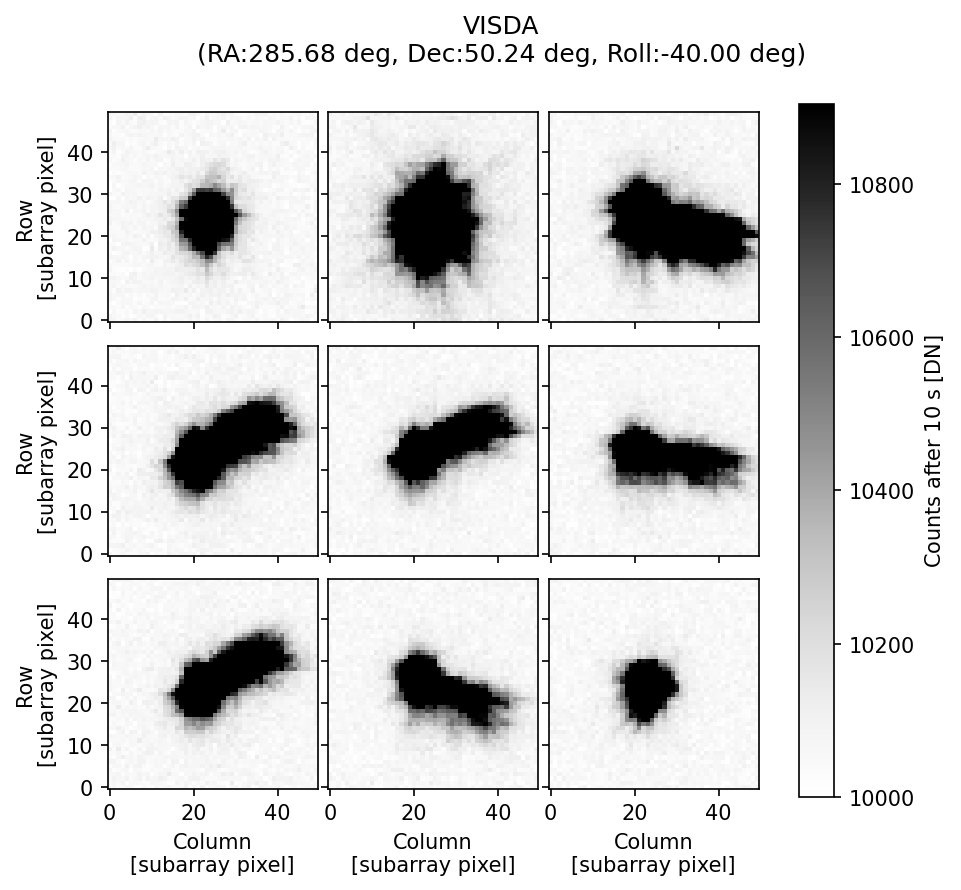 VISDA
(RA:285.68 deg, Dec:50.24 deg, Roll:-40.00 deg)
Row
[subarray pixel]
40
30
20
10
0
Row
[subarray pixel]
40
30
20
10
0
Row
[subarray pixel]
40
30
20
10
0
0 20 40
0 20 40
0 20 40
Column
[subarray pixel]
Column
[subarray pixel]
Column
[subarray pixel]
10800
10600
10400
10200
10000
Counts after 10 s [DN]